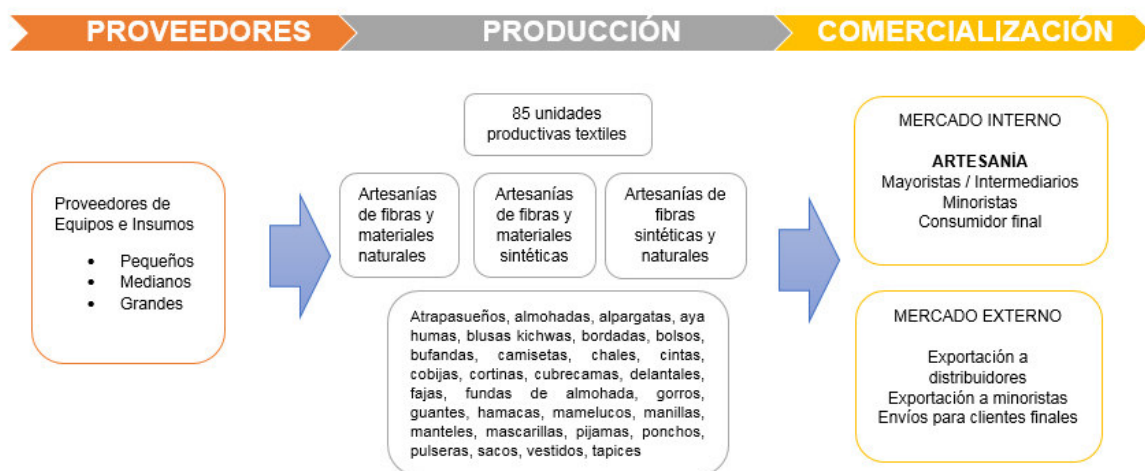 PROVEEDORES
PRODUCCIÓN
COMERCIALIZACIÓN
Proveedores de
Equipos e Insumos
• Pequeños
• Medianos
• Grandes
85 unidades
productivas textiles
Artesanías
de fibras y
materiales
naturales
Artesanías
de fibras y
materiales
sintéticas
Artesanías de
fibras
sintéticas y
naturales
Atrapasueños, almohadas, alpargatas, aya
humas, blusas kichwas, bordadas, bolsos,
bufandas, camisetas, chales, cintas,
cobijas, cortinas, cubrecamas, delantales,
fajas, fundas de almohada, gorros,
guantes, hamacas, mamelucos, manillas,
manteles, mascarillas, pijamas, ponchos,
pulseras, sacos, vestidos, tapices
MERCADO INTERNO
ARTESANÍA
Mayoristas / Intermediarios
Minoristas
Consumidor final
MERCADO EXTERNO
Exportación a
distribuidores
Exportación a minoristas
Envíos para clientes finales